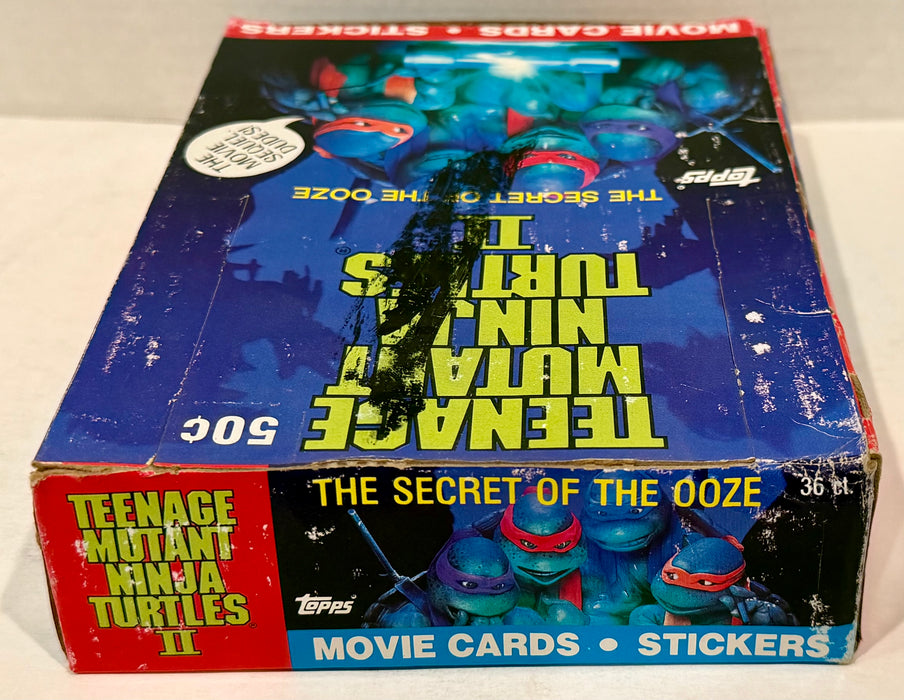 50¢
TEENAGE
MUTANT
NINJA
TURTLES®
II
THE SECRET OF THE OOZE
topps®
THE
MOVIE
SEQUEL,
DUDES!
MOVIE CARDS • STICKERS
TEENAGE
MUTANT
NINJA
TURTLES®
II
THE SECRET OF THE OOZE
36 ct.
topps®
MOVIE CARDS • STICKERS